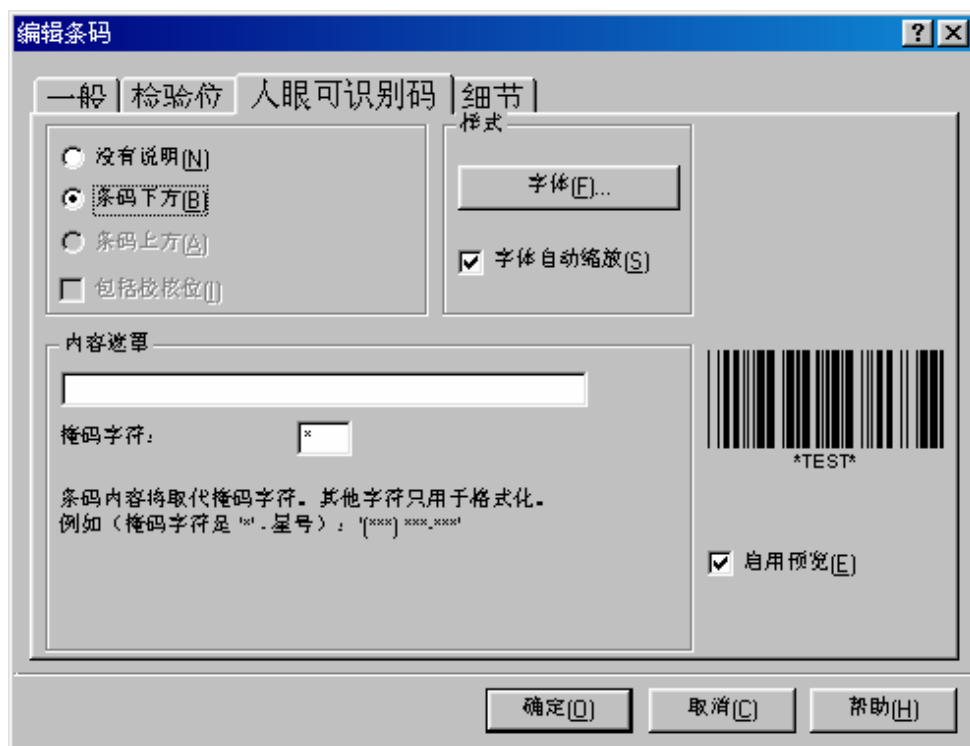 编辑条码
一般 检验位 人眼可识别码 细节
没有说明(N)
条码下方(B)
条码上方(A)
包括校核位(I)
样式
字体(F)...
字体自动缩放(S)
内容遮罩
掩码字符: *
条码内容将取代掩码字符。其他字符只用于格式化。
例如（掩码字符是 '*' - 星号）: '(***) ***-***'
*TEST*
启用预览(E)
确定(O) 取消(C) 帮助(H)